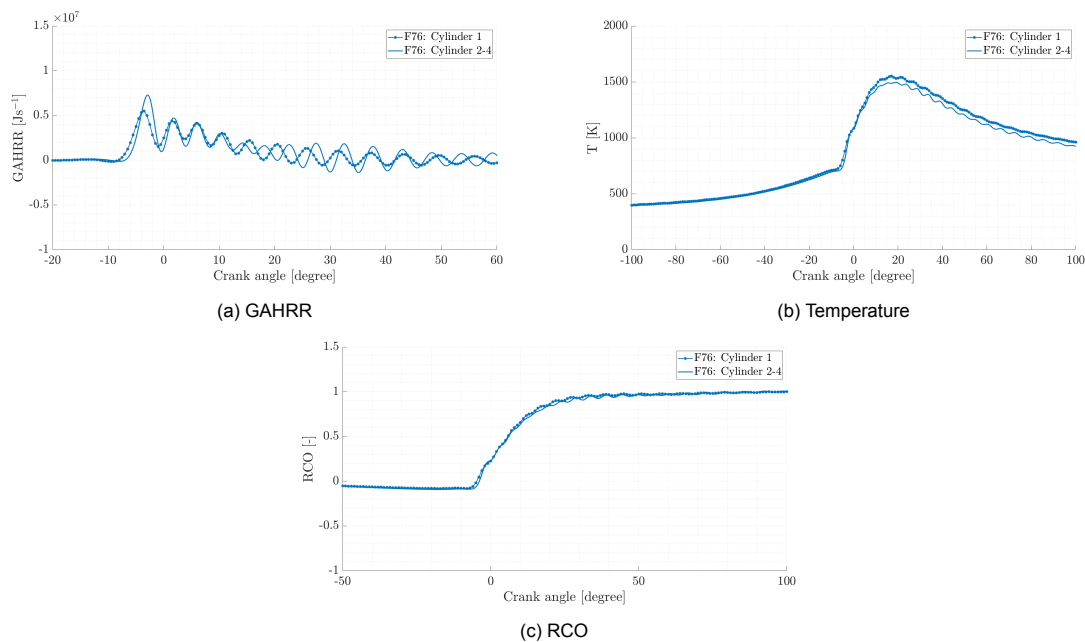 1.5
×10⁷
1
0.5
0
-0.5
-1
GAHRR [Js⁻¹]
F76: Cylinder 1
F76: Cylinder 2-4
-20 -10 0 10 20 30 40 50 60
Crank angle [degree]
(a) GAHRR
2000
1500
1000
500
0
T [K]
F76: Cylinder 1
F76: Cylinder 2-4
-100 -80 -60 -40 -20 0 20 40 60 80 100
Crank angle [degree]
(b) Temperature
1.5
1
0.5
0
-0.5
-1
RCO [-]
F76: Cylinder 1
F76: Cylinder 2-4
-50 0 50 100
Crank angle [degree]
(c) RCO